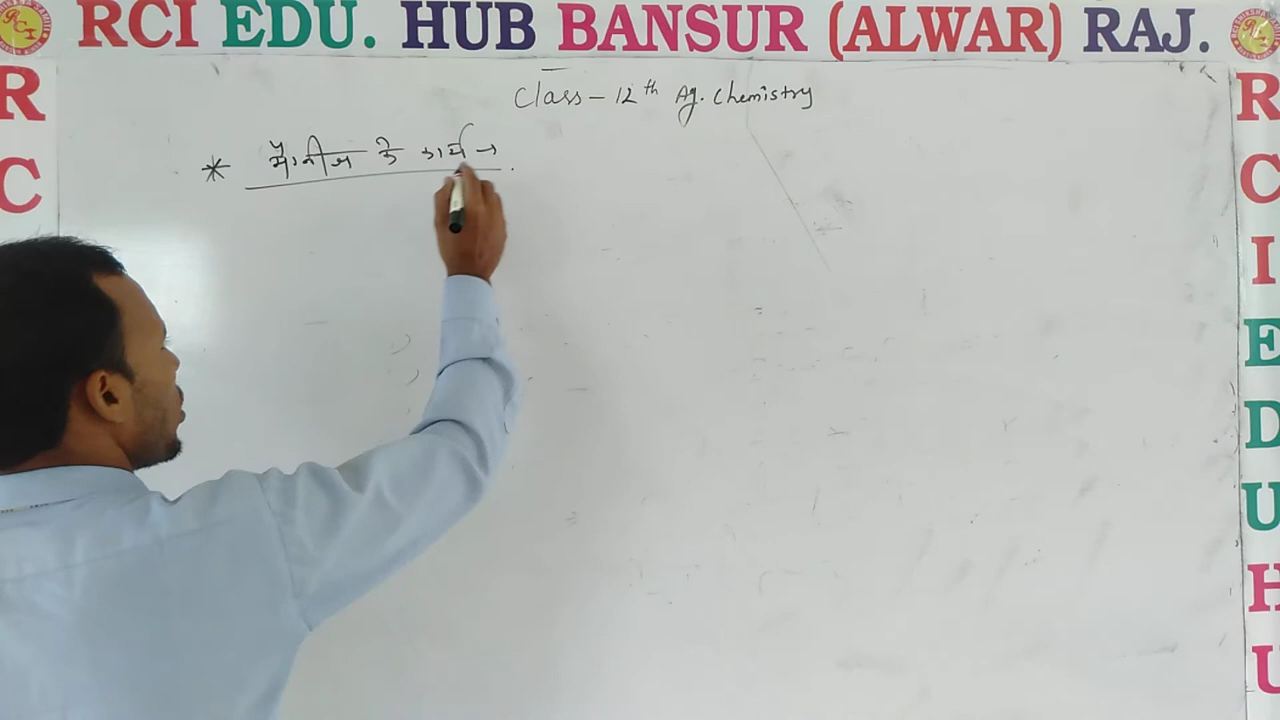 RCI EDU. HUB BANSUR (ALWAR) RAJ.
Class - 12th Ag. Chemistry
* के कार्य →
R
C
R
C
I
E
D
U
H
U